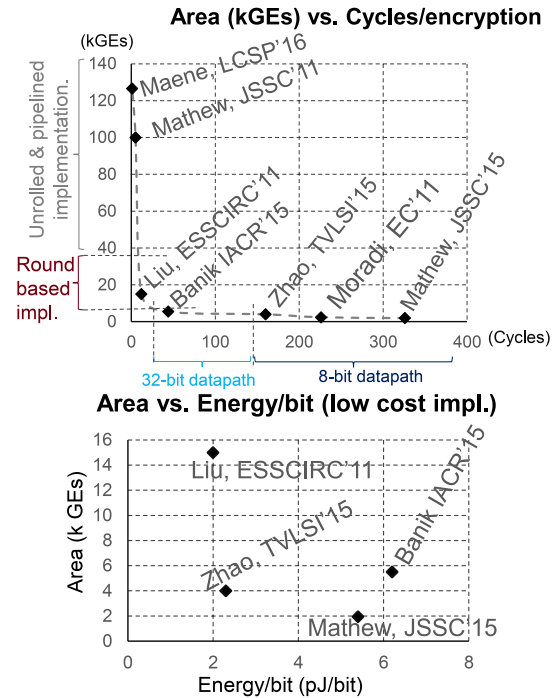 Area (kGEs) vs. Cycles/encryption
(kGEs)
140
120
100
80
60
40
20
0
Unrolled & pipelined
implementation.
Round
based
impl.
Maene, LCSP'16
Mathew, JSSC'11
Liu, ESSCIRC'11
Banik IACR'15
Zhao, TVLSI'15
Moradi, EC'11
Mathew, JSSC'15
0
100
200
300
400
(Cycles)
32-bit datapath
8-bit datapath
Area vs. Energy/bit (low cost impl.)
Area (k GEs)
16
14
12
10
8
6
4
2
0
Liu, ESSCIRC'11
Zhao, TVLSI'15
Banik IACR'15
Mathew, JSSC'15
0
2
4
6
8
Energy/bit (pJ/bit)